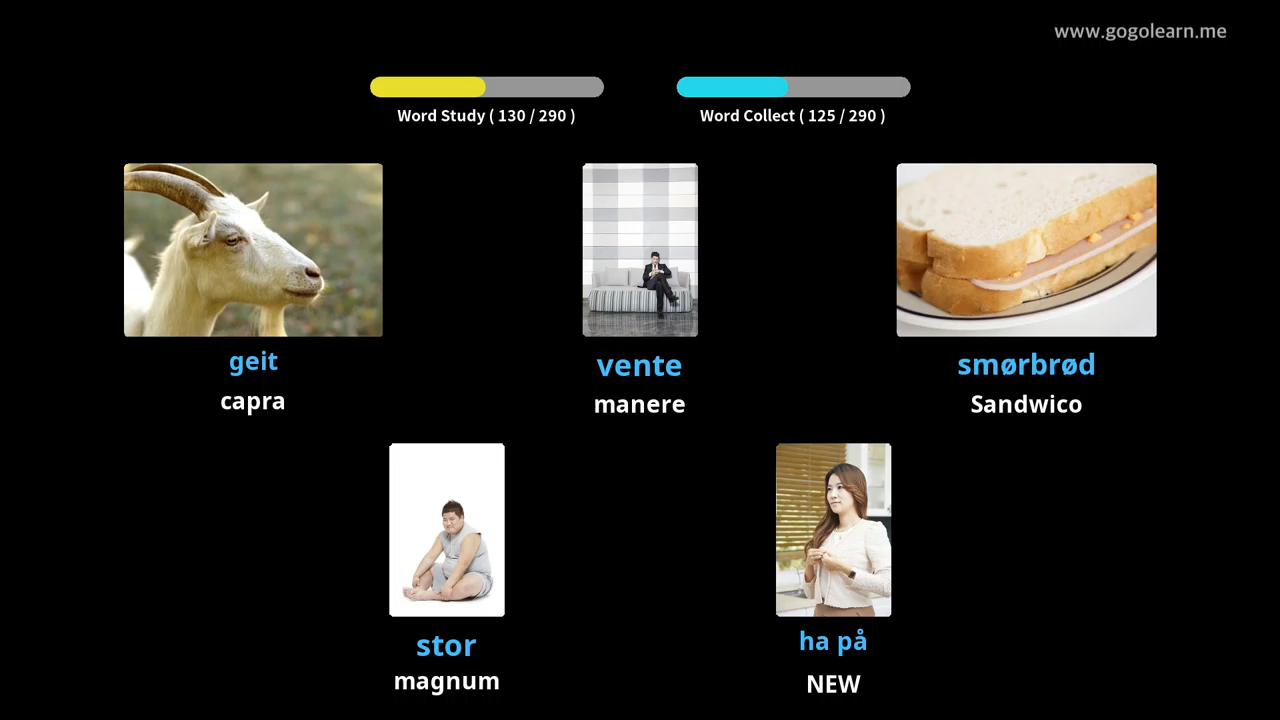 www.gogolearn.me
Word Study ( 130 / 290 )
Word Collect ( 125 / 290 )
geit
capra
vente
manere
smørbrød
Sandwico
stor
magnum
ha på
NEW